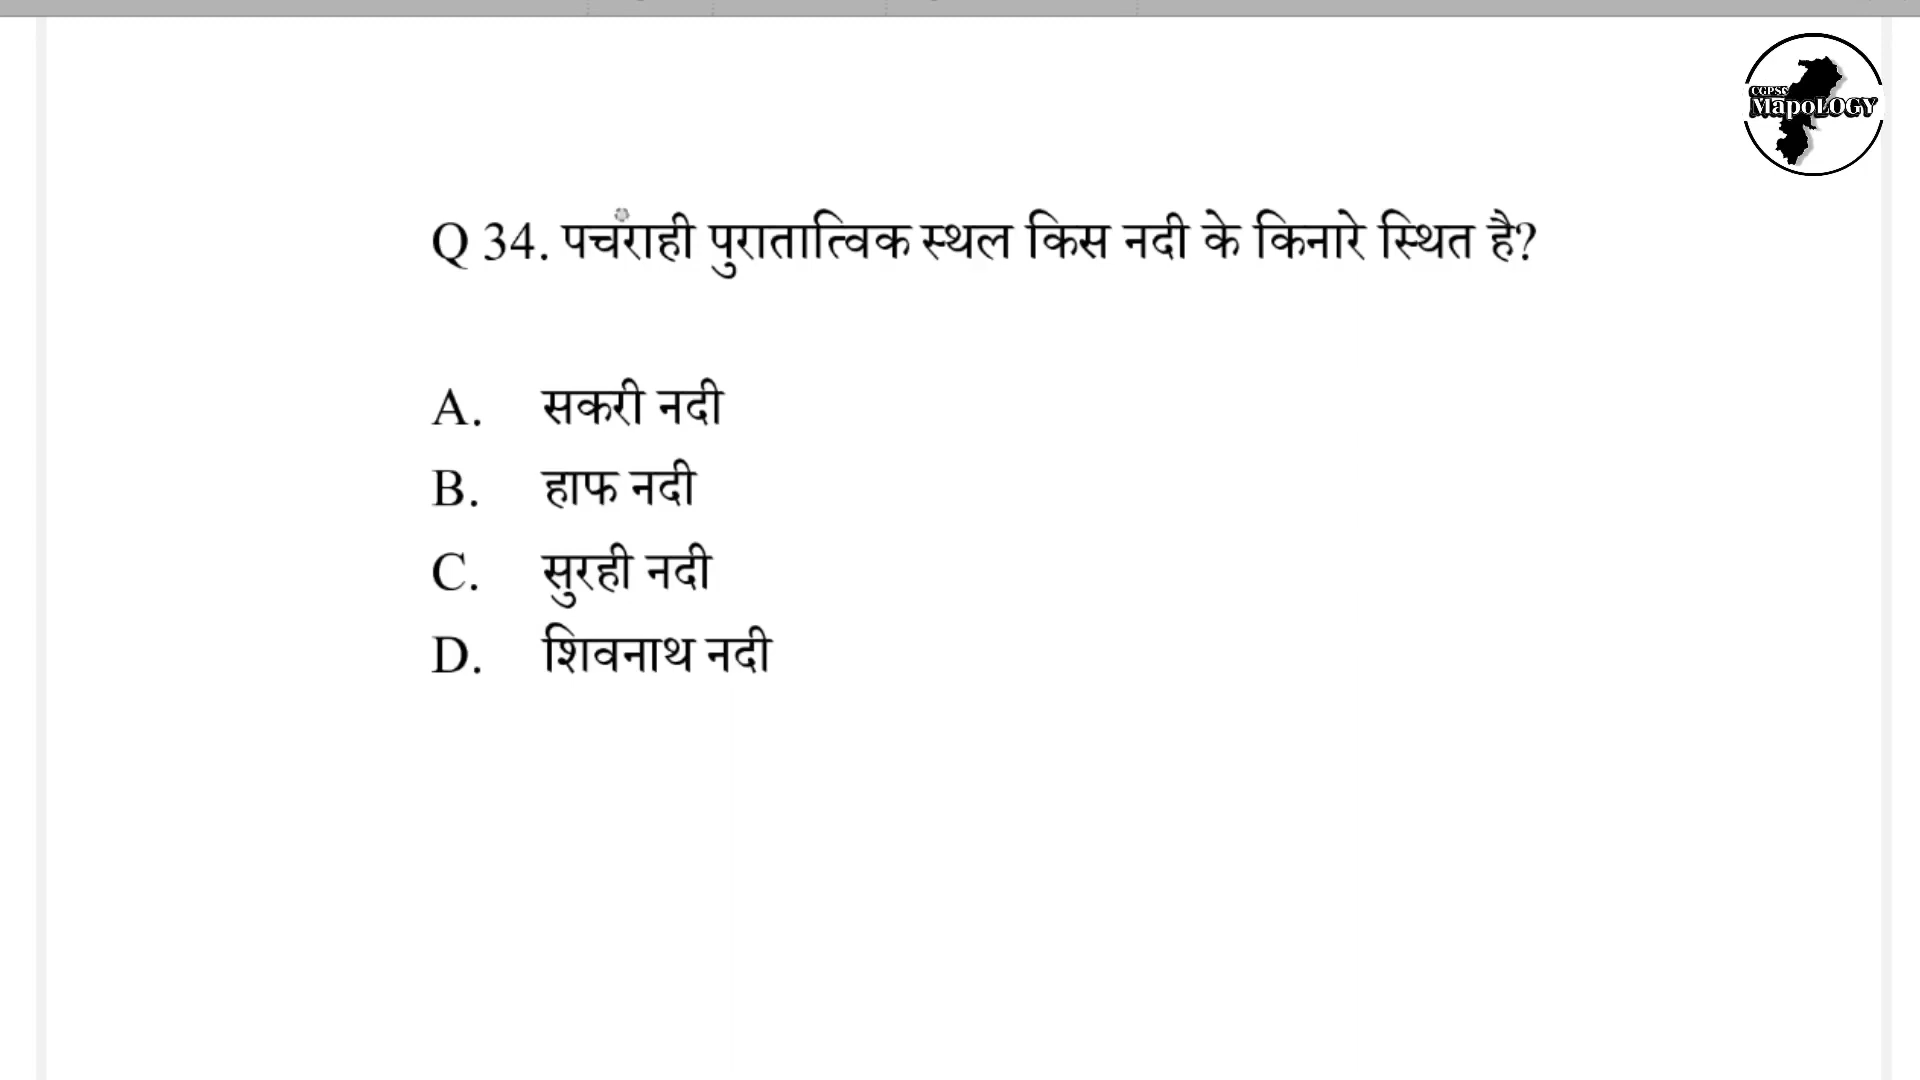 CGPSC
MapoLOGY
Q 34. पचराही पुरातात्विक स्थल किस नदी के किनारे स्थित है?
A. सकरी नदी
B. हाफ नदी
C. सुरही नदी
D. शिवनाथ नदी